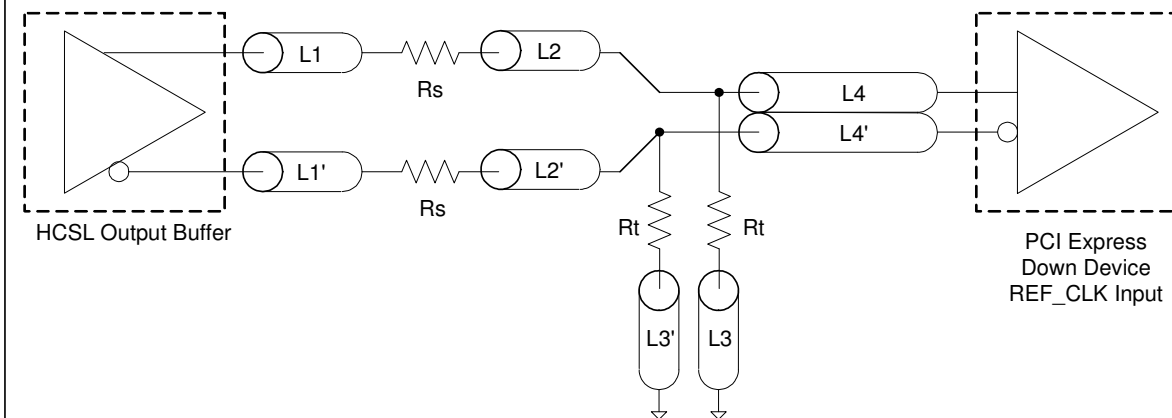 L1
Rs
L2
L4
L4'
L1'
Rs
L2'
HCSL Output Buffer
Rt
Rt
L3'
L3
PCI Express
Down Device
REF_CLK Input